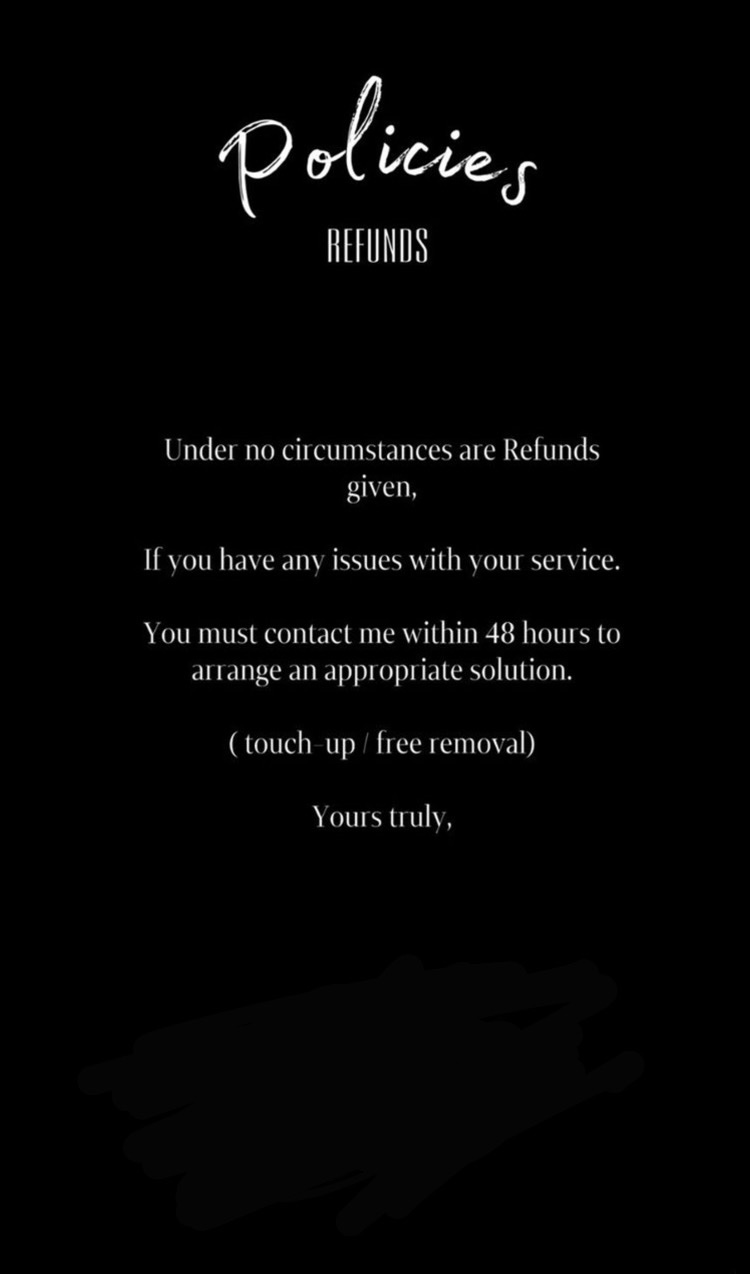 Policies
REFUNDS
Under no circumstances are Refunds
given,
If you have any issues with your service.
You must contact me within 48 hours to
arrange an appropriate solution.
( touch-up / free removal)
Yours truly,